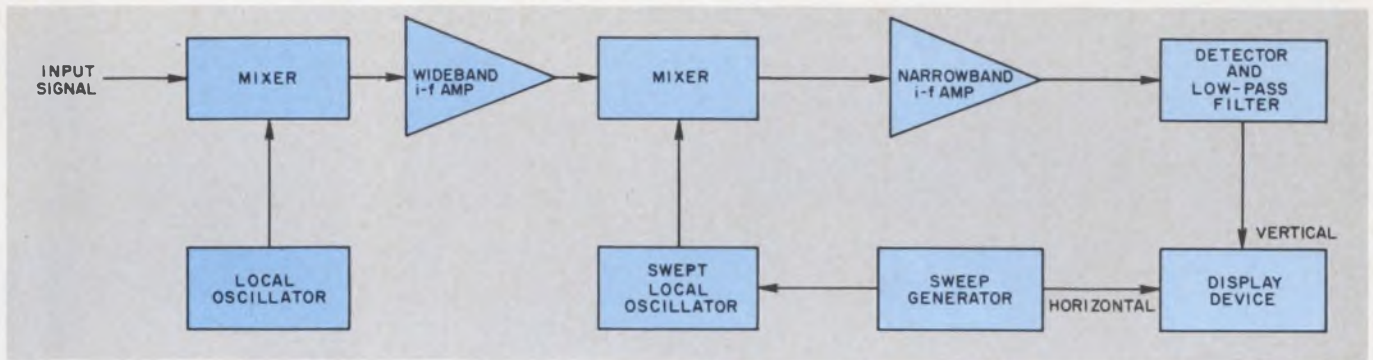 INPUT
SIGNAL
MIXER
WIDEBAND
i-f AMP
MIXER
NARROWBAND
i-f AMP
DETECTOR
AND
LOW-PASS
FILTER
VERTICAL
LOCAL
OSCILLATOR
SWEPT
LOCAL
OSCILLATOR
SWEEP
GENERATOR
HORIZONTAL
DISPLAY
DEVICE